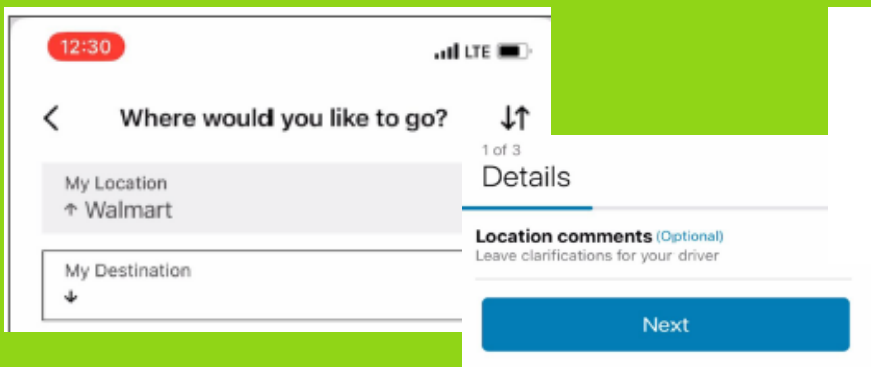 12:30
LTE
Where would you like to go?
My Location
Walmart
My Destination
1 of 3
Details
Location comments (Optional)
Leave clarifications for your driver
Next